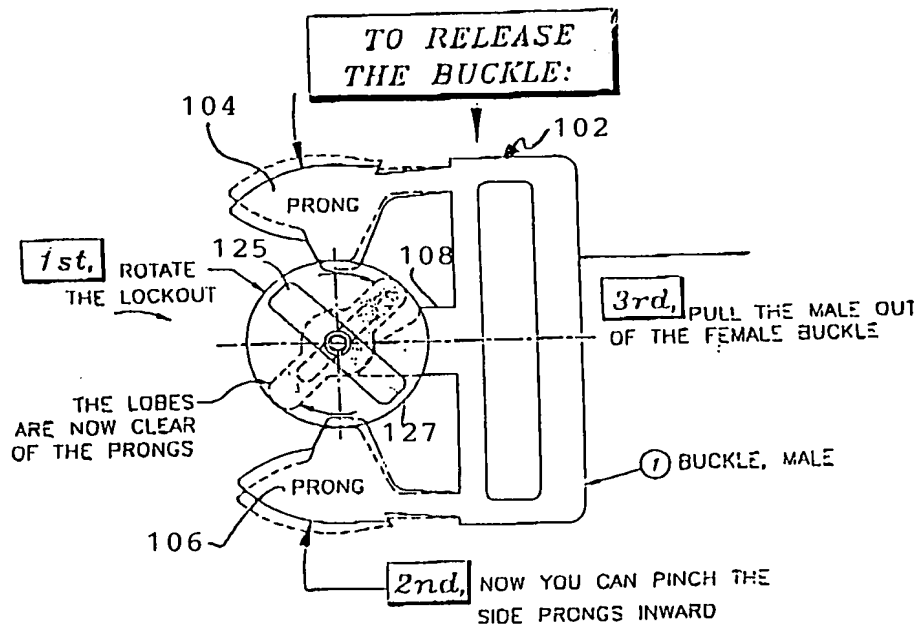 TO RELEASE
THE BUCKLE:
104
102
PRONG
1st,
ROTATE
THE LOCKOUT
125
108
3rd,
PULL THE MALE OUT
OF THE FEMALE BUCKLE
THE LOBES
ARE NOW CLEAR
OF THE PRONGS
127
1 BUCKLE, MALE
PRONG
106
2nd,
NOW YOU CAN PINCH THE
SIDE PRONGS INWARD